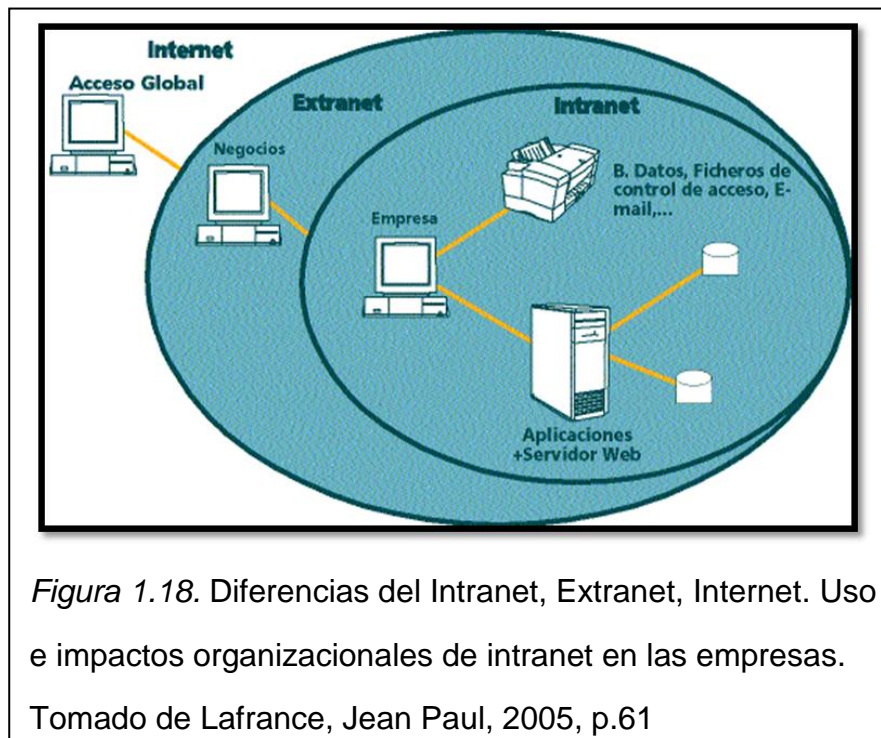 Internet
Acceso Global
Extranet
Intranet
Negocios
B. Datos, Ficheros de
control de acceso, E-
mail,...
Empresa
Aplicaciones
+Servidor Web
Figura 1.18. Diferencias del Intranet, Extranet, Internet. Uso
e impactos organizacionales de intranet en las empresas.
Tomado de Lafrance, Jean Paul, 2005, p.61